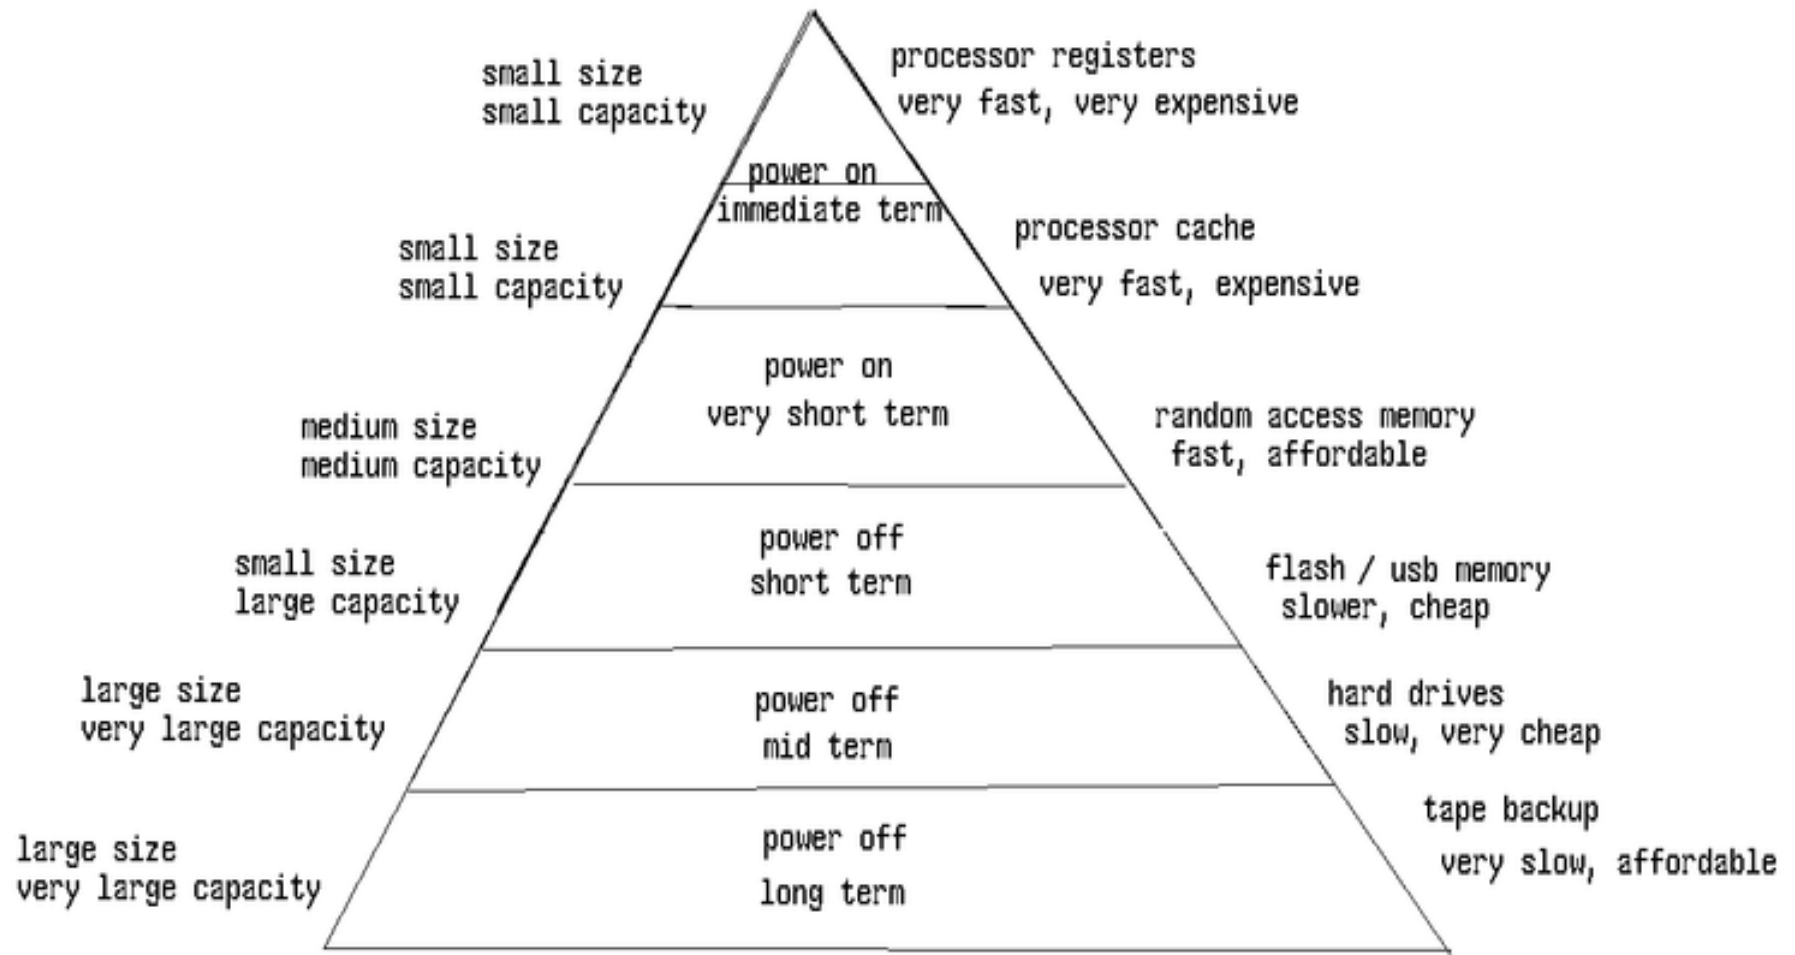 small size
small capacity
processor registers
very fast, very expensive
power on
immediate term
small size
small capacity
processor cache
very fast, expensive
power on
very short term
medium size
medium capacity
random access memory
fast, affordable
power off
short term
small size
large capacity
flash / usb memory
slower, cheap
power off
mid term
large size
very large capacity
hard drives
slow, very cheap
power off
long term
large size
very large capacity
tape backup
very slow, affordable